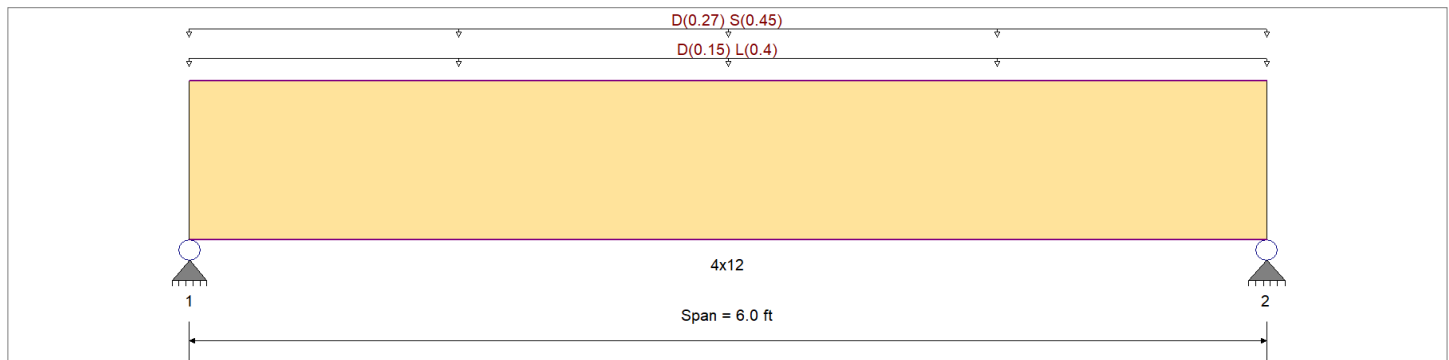 D(0.27) S(0.45)
D(0.15) L(0.4)
4x12
1 2
Span = 6.0 ft